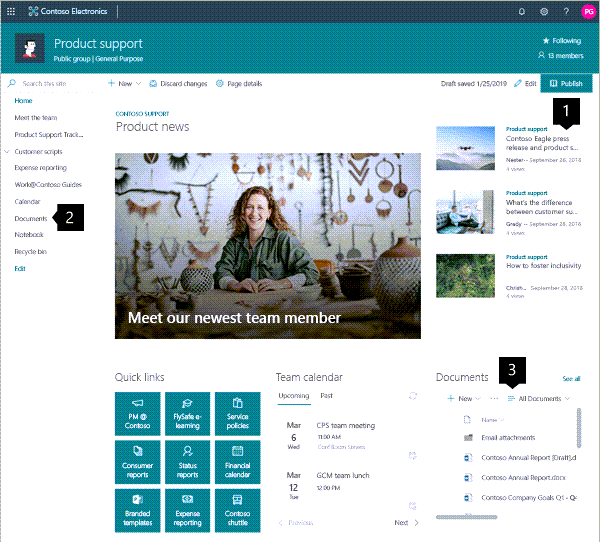 Contoso Electronics
PG
Product support
Public group | General Purpose
Following
13 members
Search this site
New
Discard changes
Page details
Draft saved 1/25/2019
Edit
Publish
Home
Meet the team
Product Support Track...
Customer scripts
Expense reporting
Work@Contoso Guides
Calendar
Documents
Notebook
Recycle bin
Edit
1
2
3
CONTOSO SUPPORT
Product news
Meet our newest team member
Product support
Contoso Eagle press
release and product s...
Nestor-- September 26, 2016
4 views
Product support
What's the difference
between customer su...
Grady-- September 26, 2016
4 views
Product support
How to foster inclusivity
Christi... September 26, 2016
4 views
Quick links
PM @
Contoso
FlySafe e-
learning
Service
policies
Consumer
reports
Status
reports
Financial
calendar
Branded
templates
Expense
reporting
Contoso
shuttle
Team calendar
Upcoming
Past
Mar
6
Wed
CPS team meeting
11:00 AM
Conf Room Stevens
Mar
12
Tue
GCM team lunch
12:00 PM
Previous
Next
Documents
See all
New
All Documents
Name
Email attachments
Contoso Annual Report [Draft].d
Contoso Annual Report.docx
Contoso Company Goals Q1 -